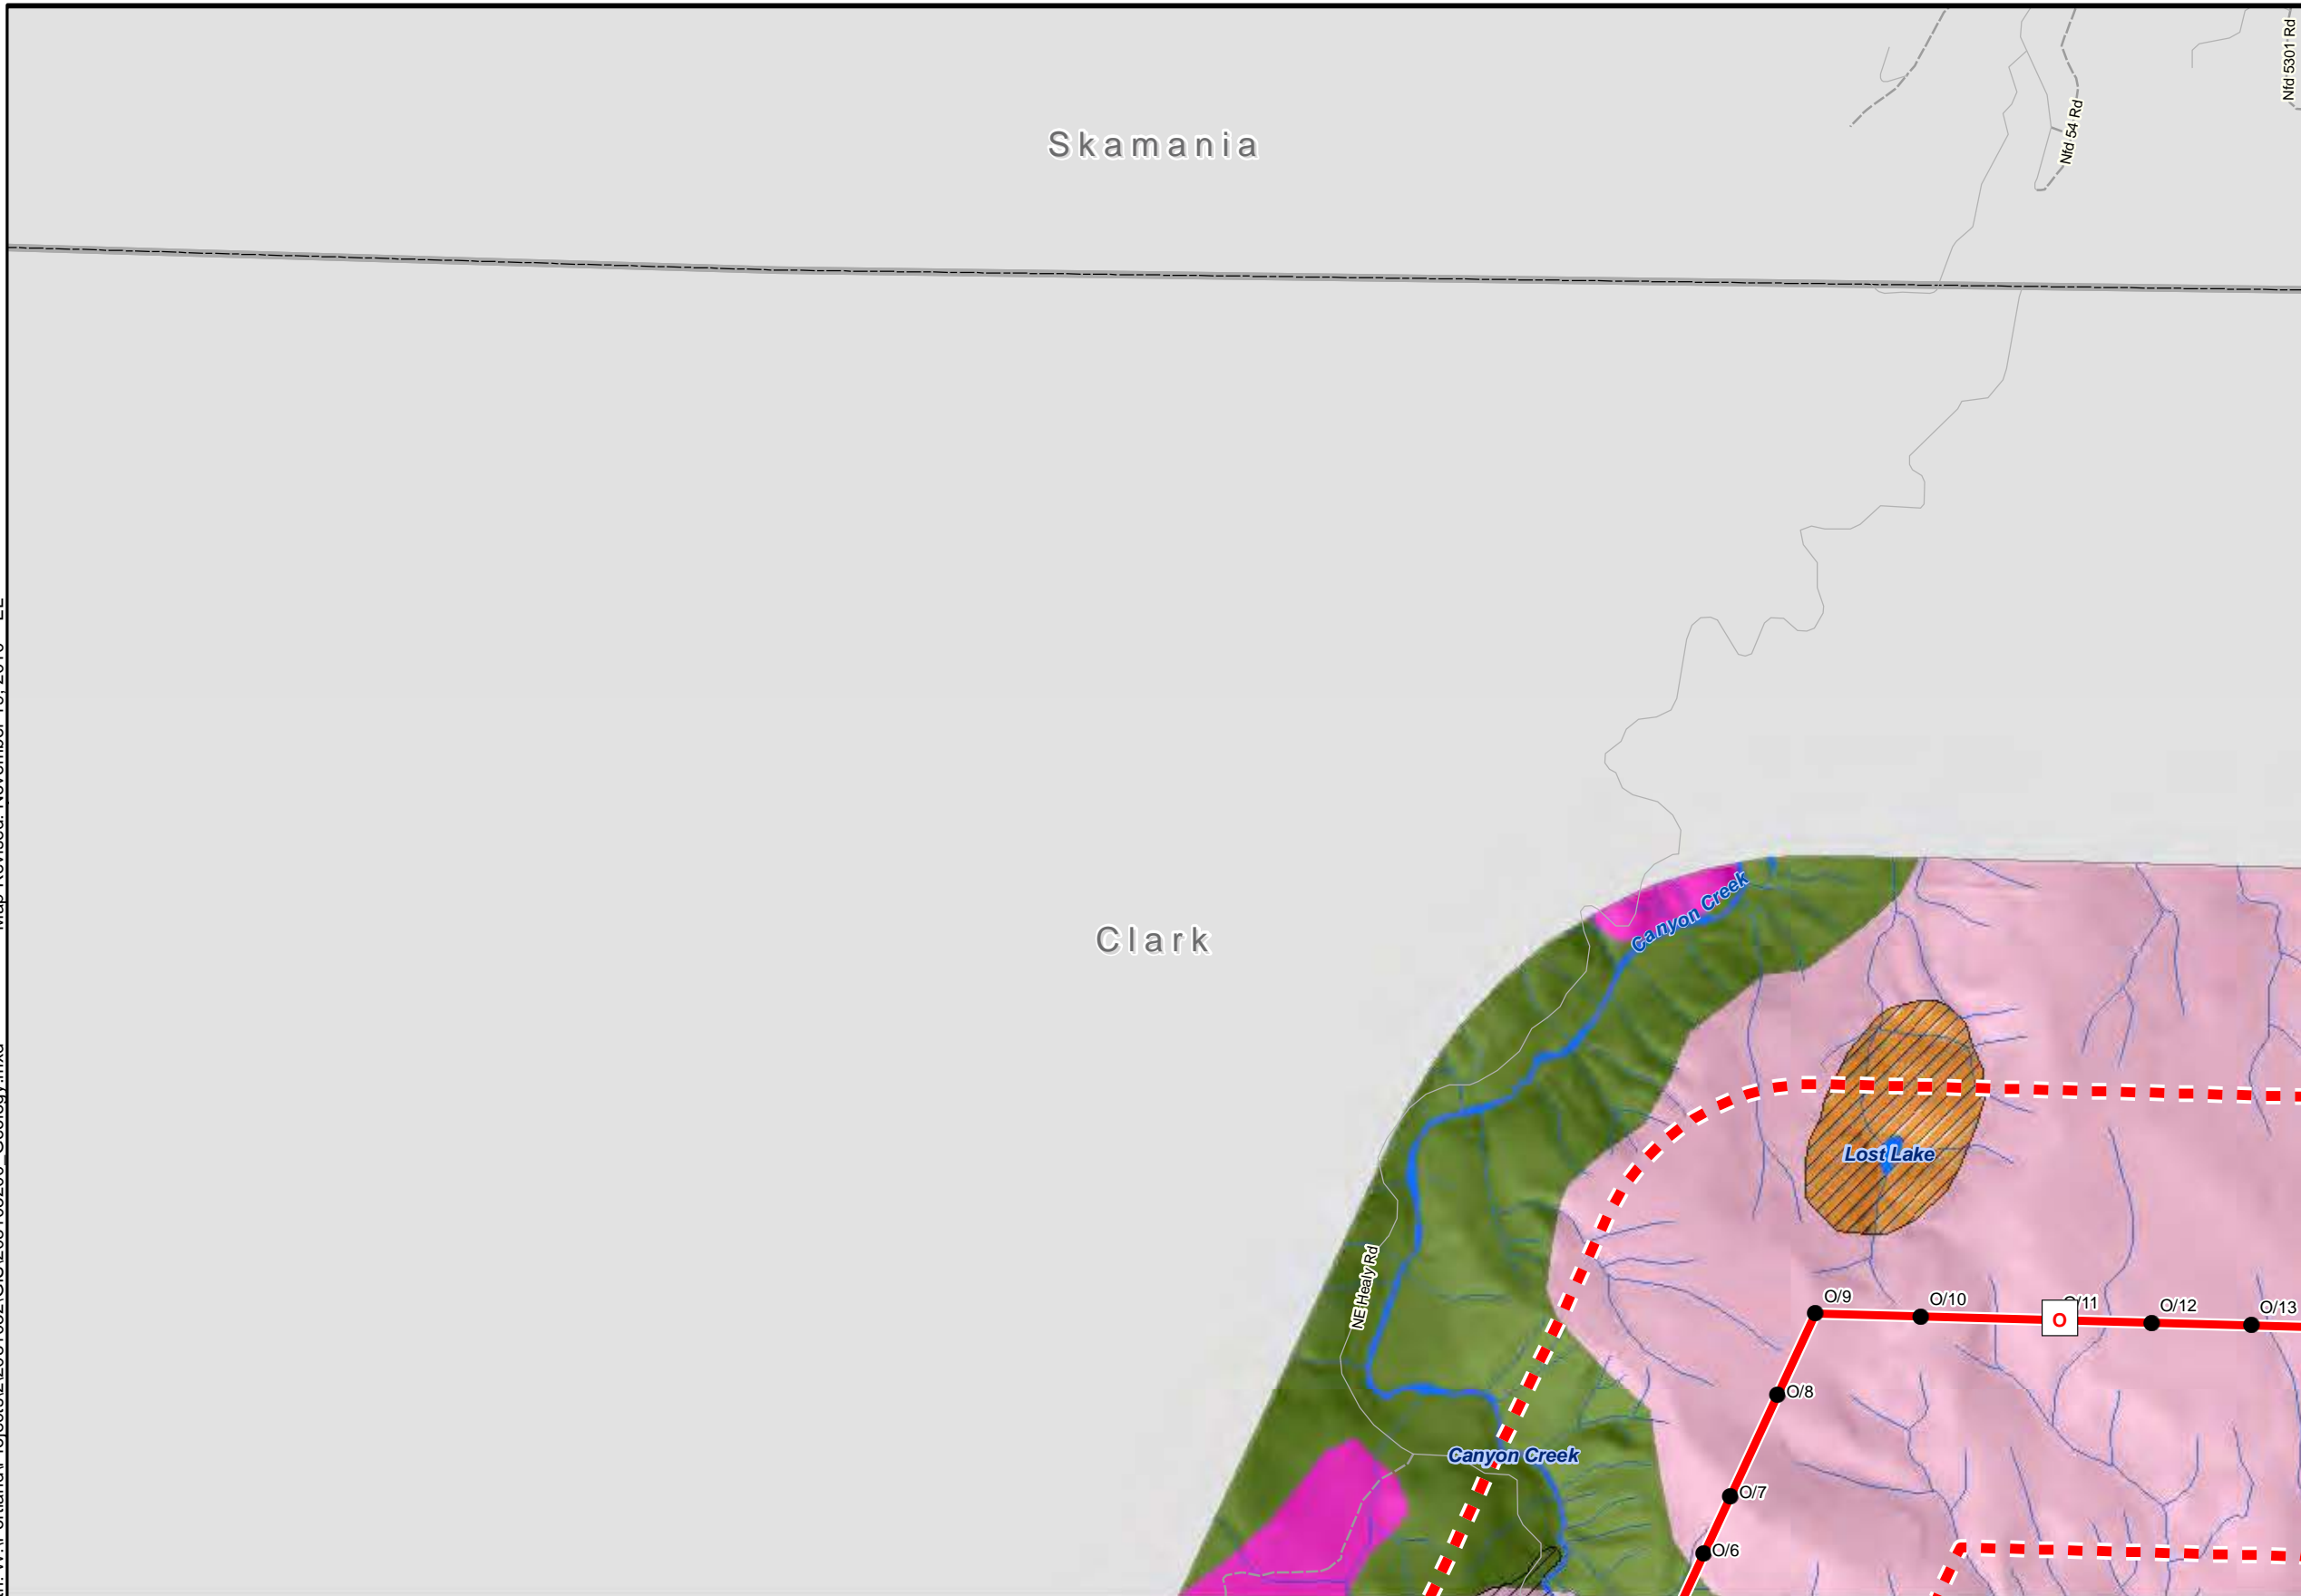 Nfd 5301 Rd
Nfd 54 Rd
Skamania
Clark
Canyon Creek
Lost Lake
NE Healy Rd
O/9
O/10
O
O/12
O/13
O/8
Canyon Creek
O/7
O/6